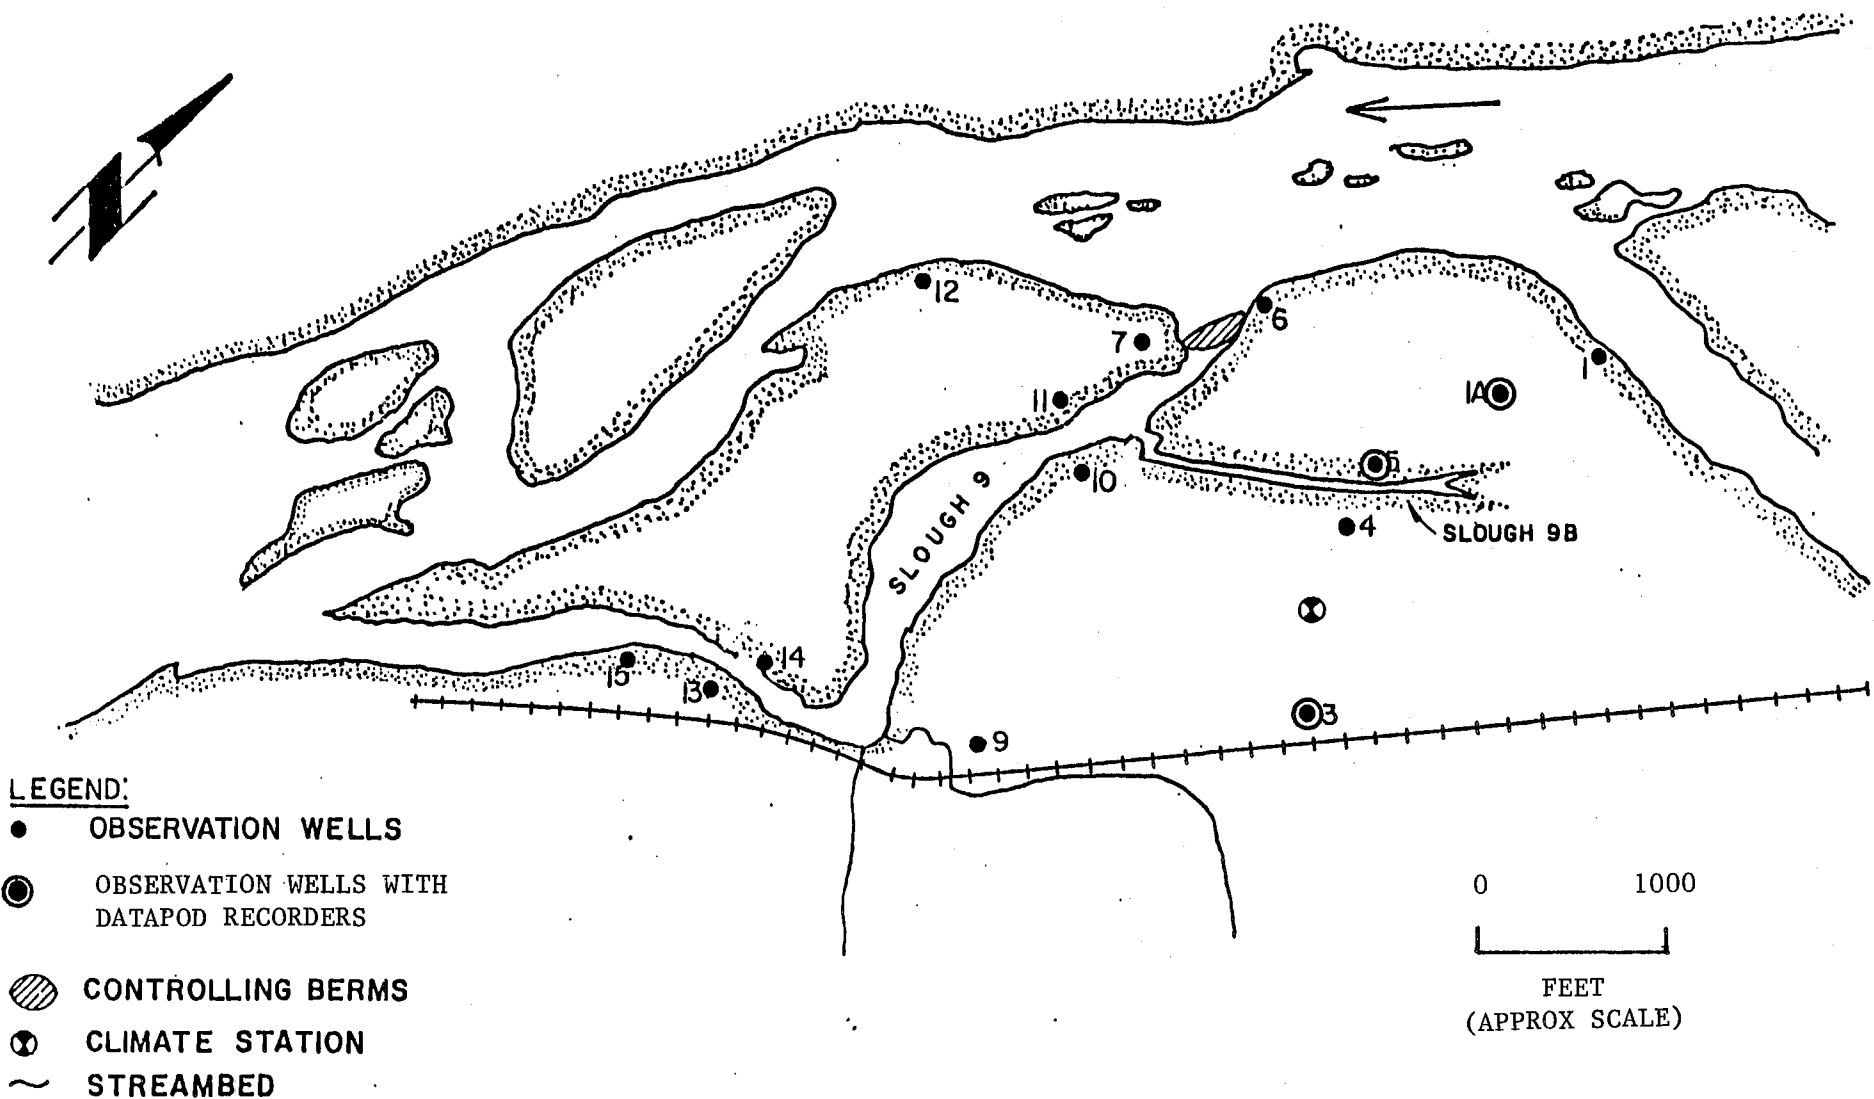 12
6
7
1
1A
11
5
10
SLOUGH 9
4
SLOUGH 9B
14
15
13
3
9
LEGEND:
OBSERVATION WELLS
OBSERVATION WELLS WITH
DATAPOD RECORDERS
CONTROLLING BERMS
CLIMATE STATION
STREAMBED
0 1000
FEET
(APPROX SCALE)